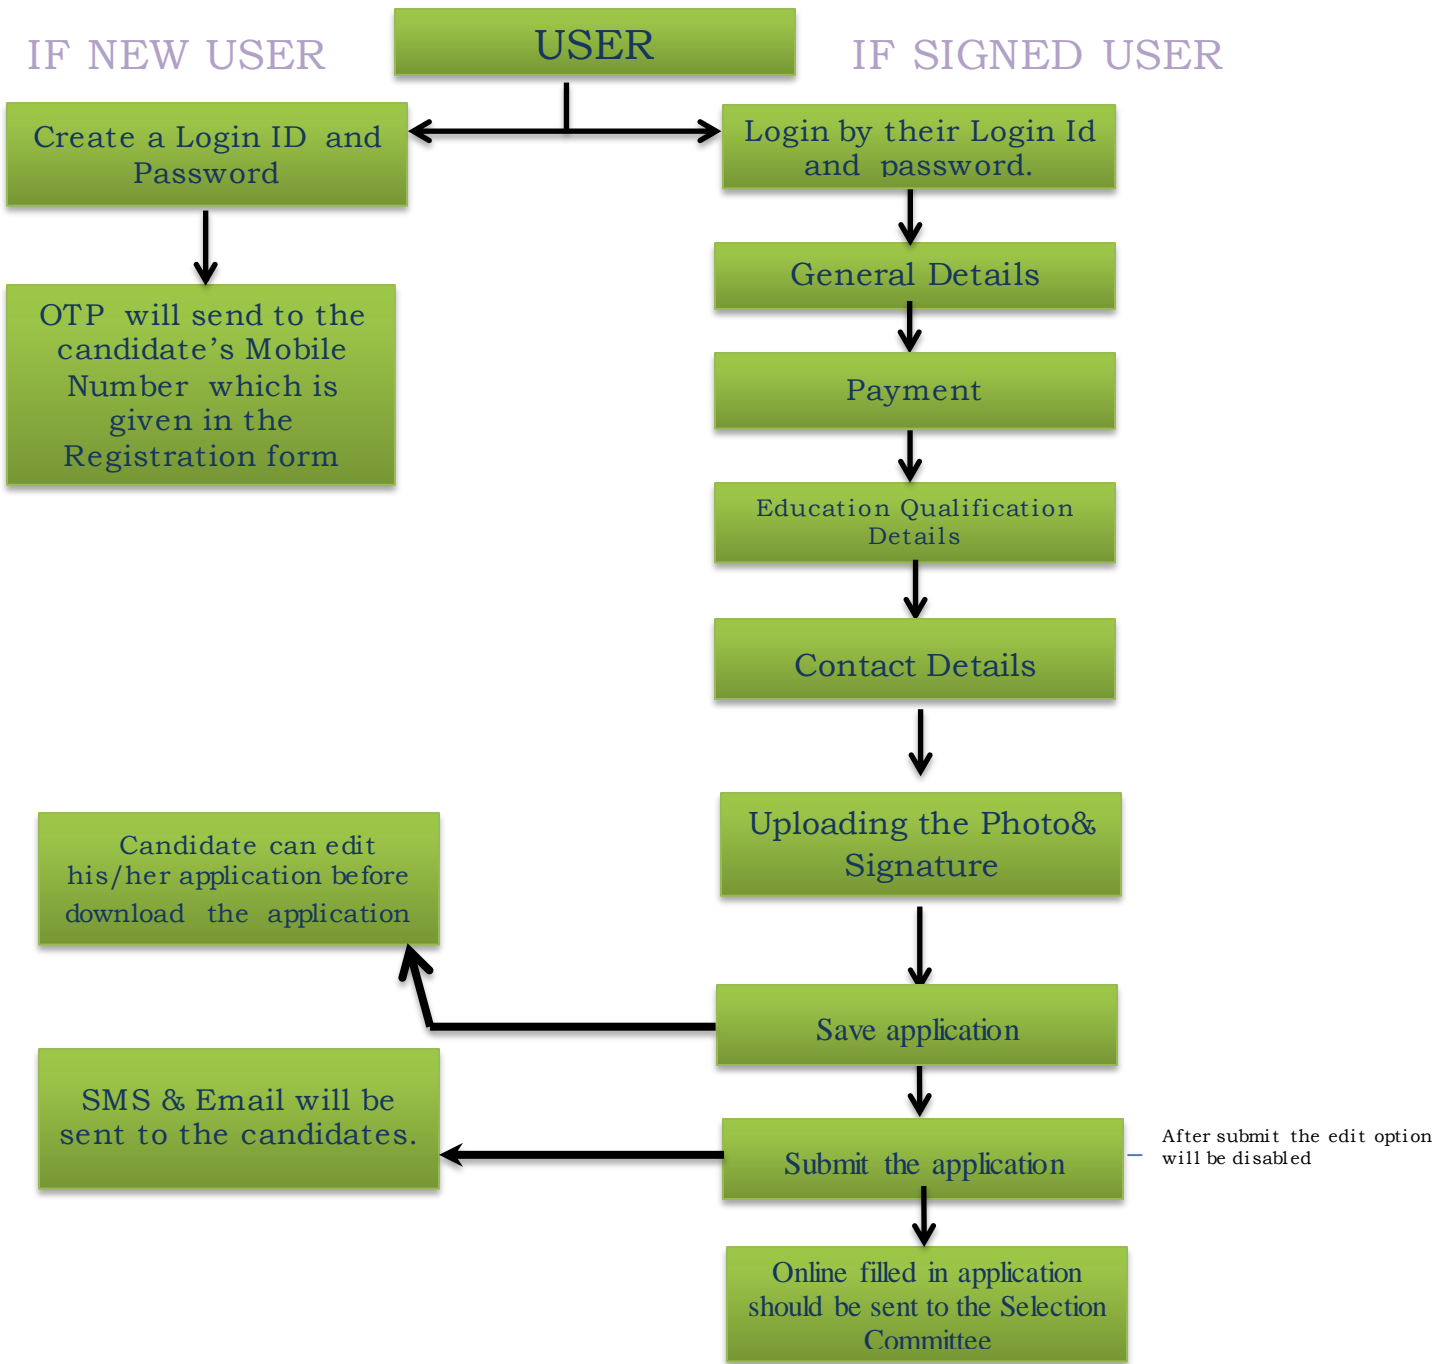 IF NEW USER
USER
IF SIGNED USER
Create a Login ID and
Password
Login by their Login Id
and password.
OTP will send to the
candidate’s Mobile
Number which is
given in the
Registration form
General Details
Payment
Education Qualification
Details
Contact Details
Uploading the Photo&
Signature
Candidate can edit
his/her application before
download the application
Save application
SMS & Email will be
sent to the candidates.
Submit the application
After submit the edit option
will be disabled
Online filled in application
should be sent to the Selection
Committee